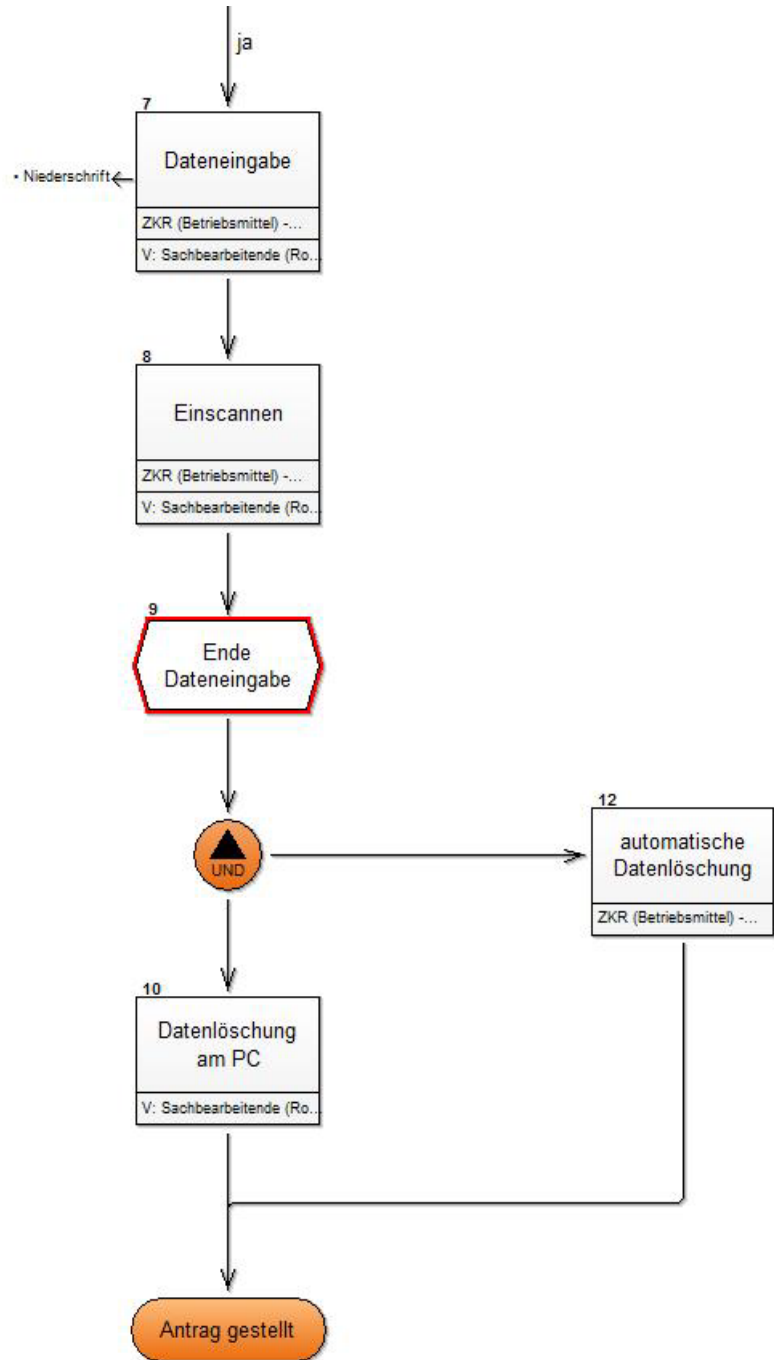 ja
7
Dateneingabe
• Niederschrift
ZKR (Betriebsmittel) -...
V: Sachbearbeitende (Ro...
8
Einscannen
ZKR (Betriebsmittel) -...
V: Sachbearbeitende (Ro...
9
Ende
Dateneingabe
UND
12
automatische
Datenlöschung
ZKR (Betriebsmittel) -...
10
Datenlöschung
am PC
V: Sachbearbeitende (Ro...
Antrag gestellt